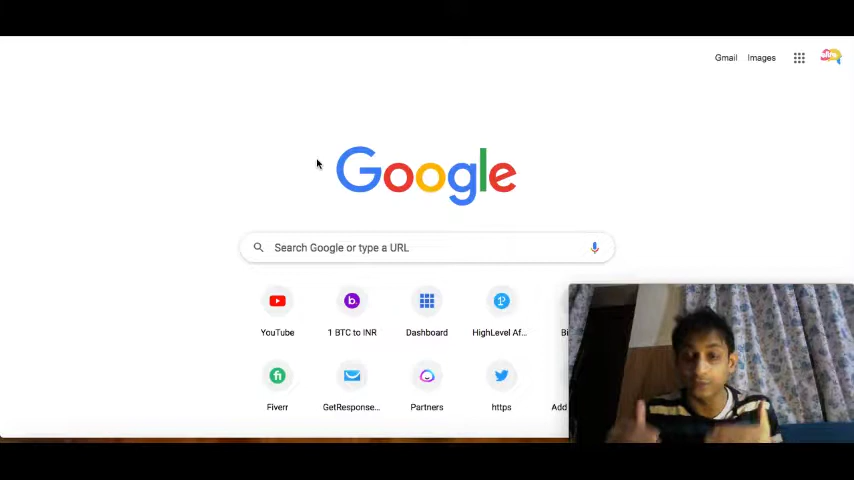 Gmail Images
Google
Search Google or type a URL
YouTube 1 BTC to INR Dashboard HighLevel Af... Bi
Fiverr GetResponse... Partners https Add